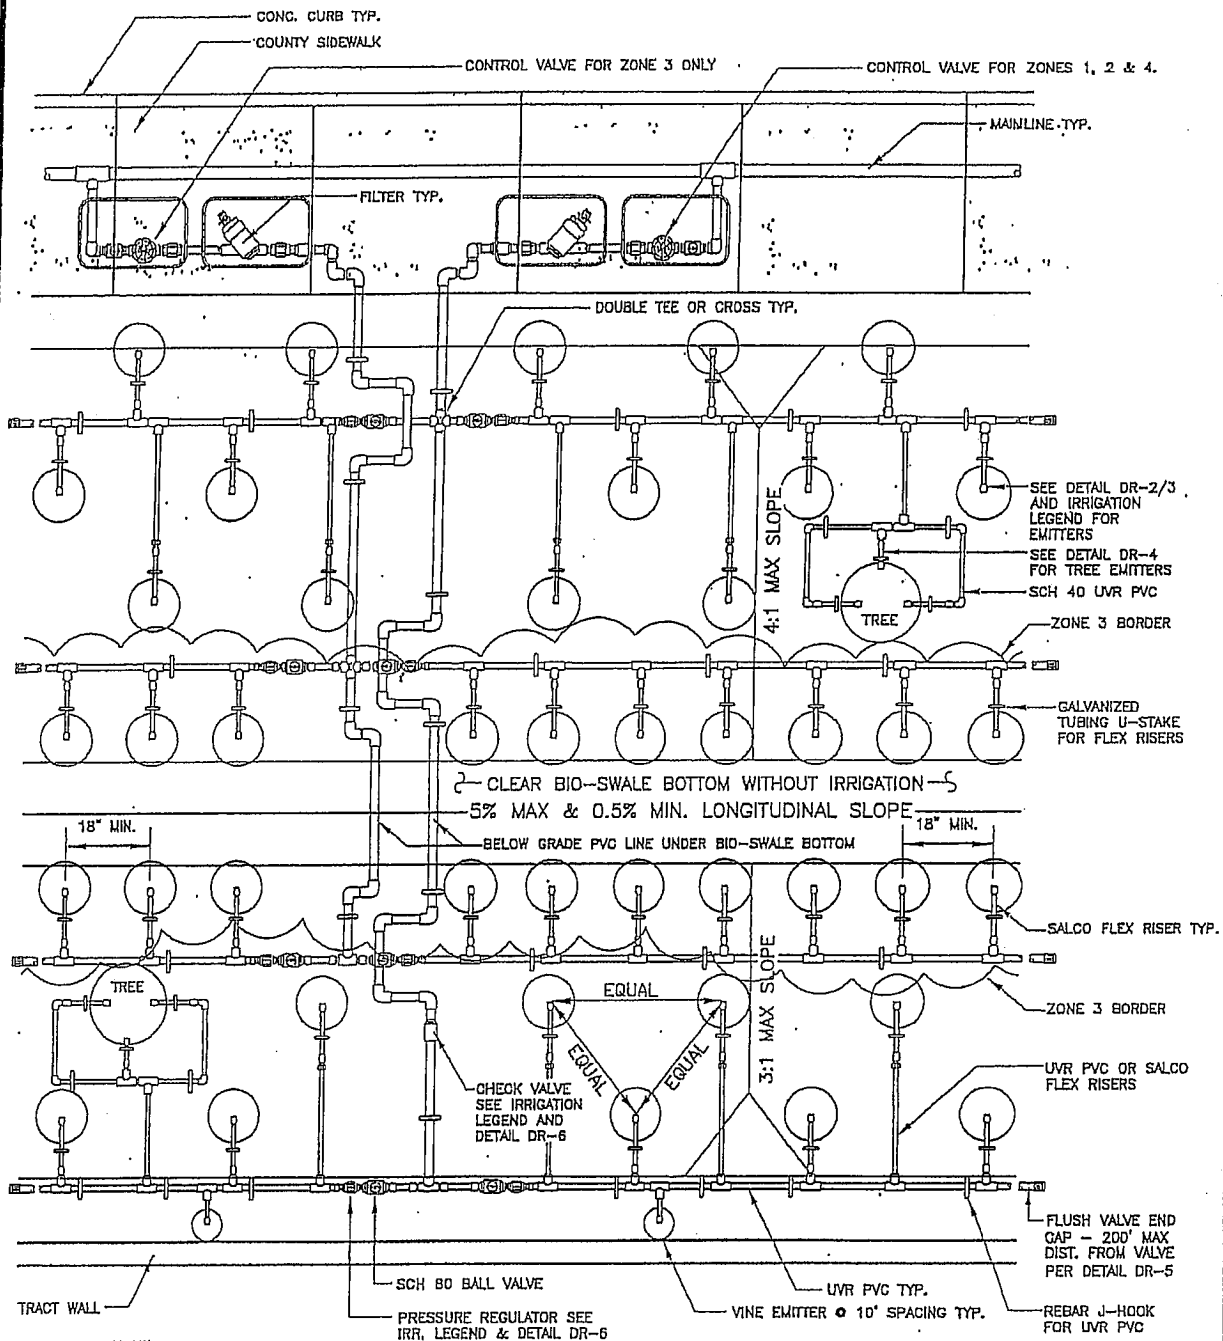 CONC. CURB TYP.
COUNTY SIDEWALK
CONTROL VALVE FOR ZONE 3 ONLY
CONTROL VALVE FOR ZONES 1, 2 & 4.
MAINLINE TYP.
FILTER TYP.
DOUBLE TEE OR CROSS TYP.
4:1 MAX SLOPE
SEE DETAIL DR-2/3
AND IRRIGATION
LEGEND FOR
EMITTERS
SEE DETAIL DR-4
FOR TREE EMITTERS
SCH 40 UVR PVC
TREE
ZONE 3 BORDER
GALVANIZED
TUBING U-STAKE
FOR FLEX RISERS
CLEAR BIO-SWALE BOTTOM WITHOUT IRRIGATION
5% MAX & 0.5% MIN. LONGITUDINAL SLOPE
18" MIN.
18" MIN.
BELOW GRADE PVC LINE UNDER BIO-SWALE BOTTOM
SALCO FLEX RISER TYP.
TREE
EQUAL
EQUAL
EQUAL
3:1 MAX SLOPE
ZONE 3 BORDER
UVR PVC OR SALCO
FLEX RISERS
CHECK VALVE
SEE IRRIGATION
LEGEND AND
DETAIL DR-6
FLUSH VALVE END
CAP - 200' MAX
DIST. FROM VALVE
PER DETAIL DR-5
SCH 80 BALL VALVE
UVR PVC TYP.
TRACT WALL
PRESSURE REGULATOR SEE
IRR. LEGEND & DETAIL DR-6
VINE EMITTER @ 10' SPACING TYP.
REBAR J-HOOK
FOR UVR PVC